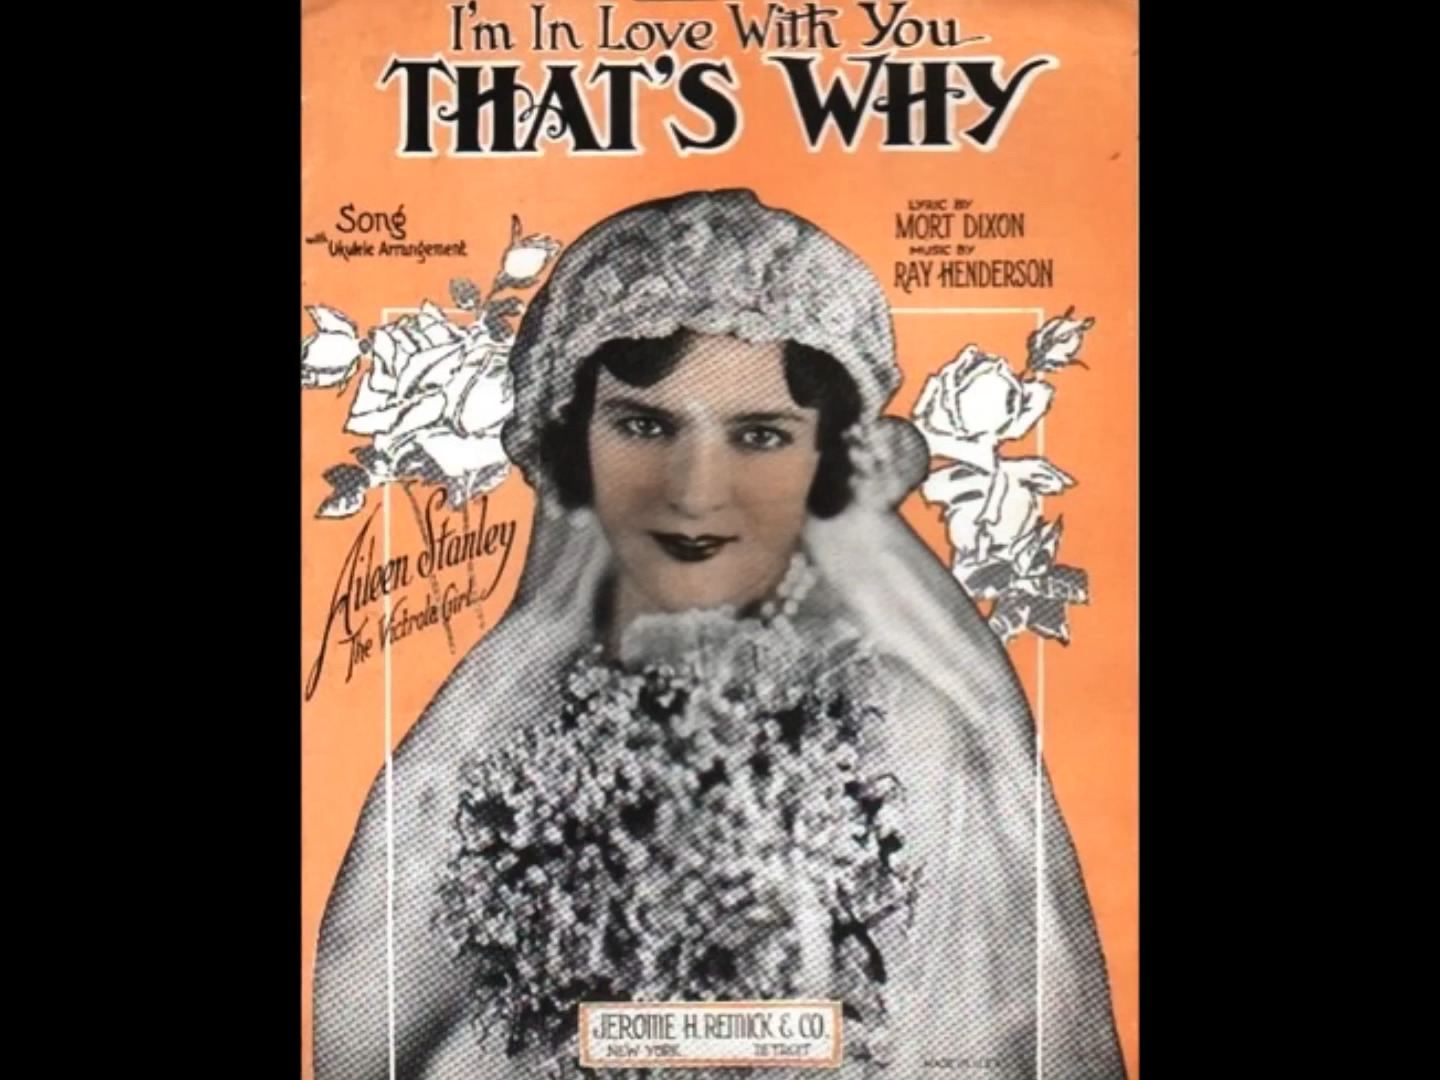 I'm In Love With You
THAT'S WHY
Song
with Ukulele Arrangement
LYRIC BY
MORT DIXON
MUSIC BY
RAY HENDERSON
Aileen Stanley
The Victrola Girl
JEROME H. REMICK & CO.
NEW YORK DETROIT